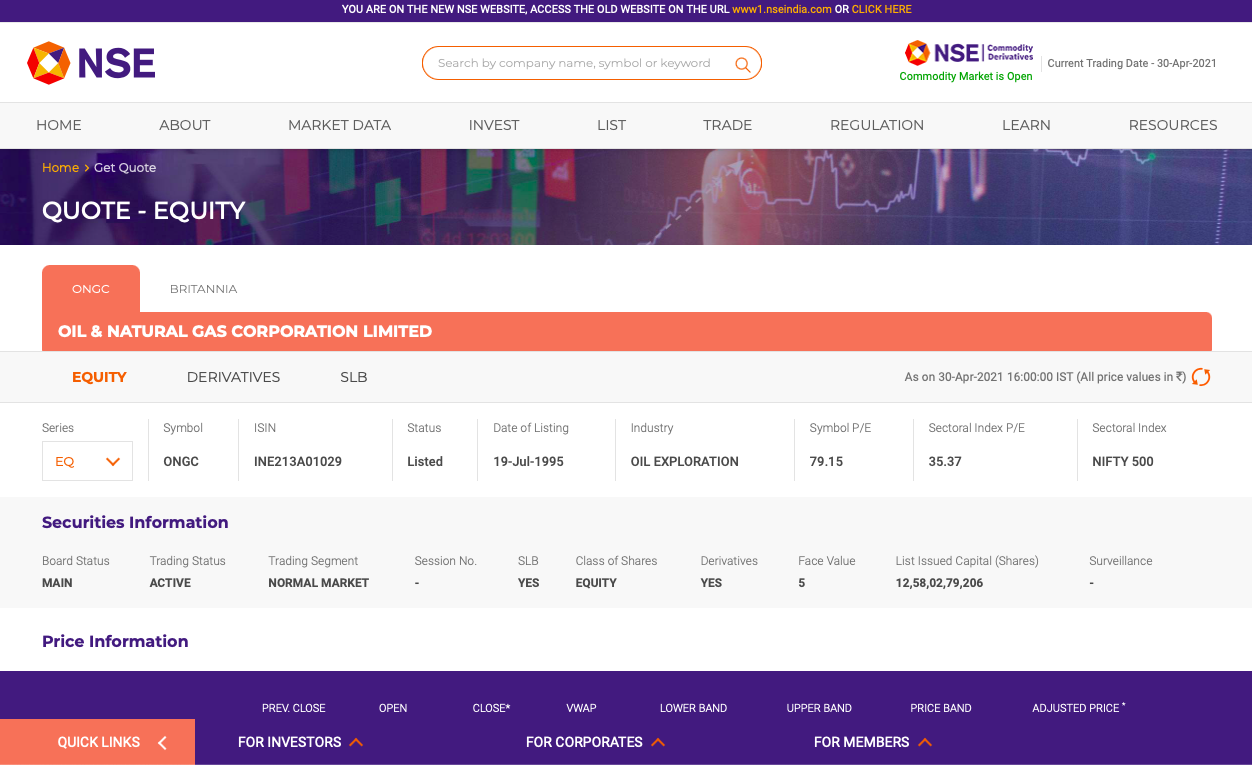 YOU ARE ON THE NEW NSE WEBSITE, ACCESS THE OLD WEBSITE ON THE URL www1.nseindia.com OR CLICK HERE
NSE
Search by company name, symbol or keyword
NSE Commodity Derivatives
Commodity Market is Open
Current Trading Date - 30-Apr-2021
HOME ABOUT MARKET DATA INVEST LIST TRADE REGULATION LEARN RESOURCES
Home > Get Quote
QUOTE - EQUITY
ONGC BRITANNIA
OIL & NATURAL GAS CORPORATION LIMITED
EQUITY DERIVATIVES SLB As on 30-Apr-2021 16:00:00 IST (All price values in ₹)
Series Symbol ISIN Status Date of Listing Industry Symbol P/E Sectoral Index P/E Sectoral Index
EQ ONGC INE213A01029 Listed 19-Jul-1995 OIL EXPLORATION 79.15 35.37 NIFTY 500
Securities Information
Board Status Trading Status Trading Segment Session No. SLB Class of Shares Derivatives Face Value List Issued Capital (Shares) Surveillance
MAIN ACTIVE NORMAL MARKET - YES EQUITY YES 5 12,58,02,79,206 -
Price Information
PREV. CLOSE OPEN CLOSE* VWAP LOWER BAND UPPER BAND PRICE BAND ADJUSTED PRICE *
QUICK LINKS FOR INVESTORS FOR CORPORATES FOR MEMBERS